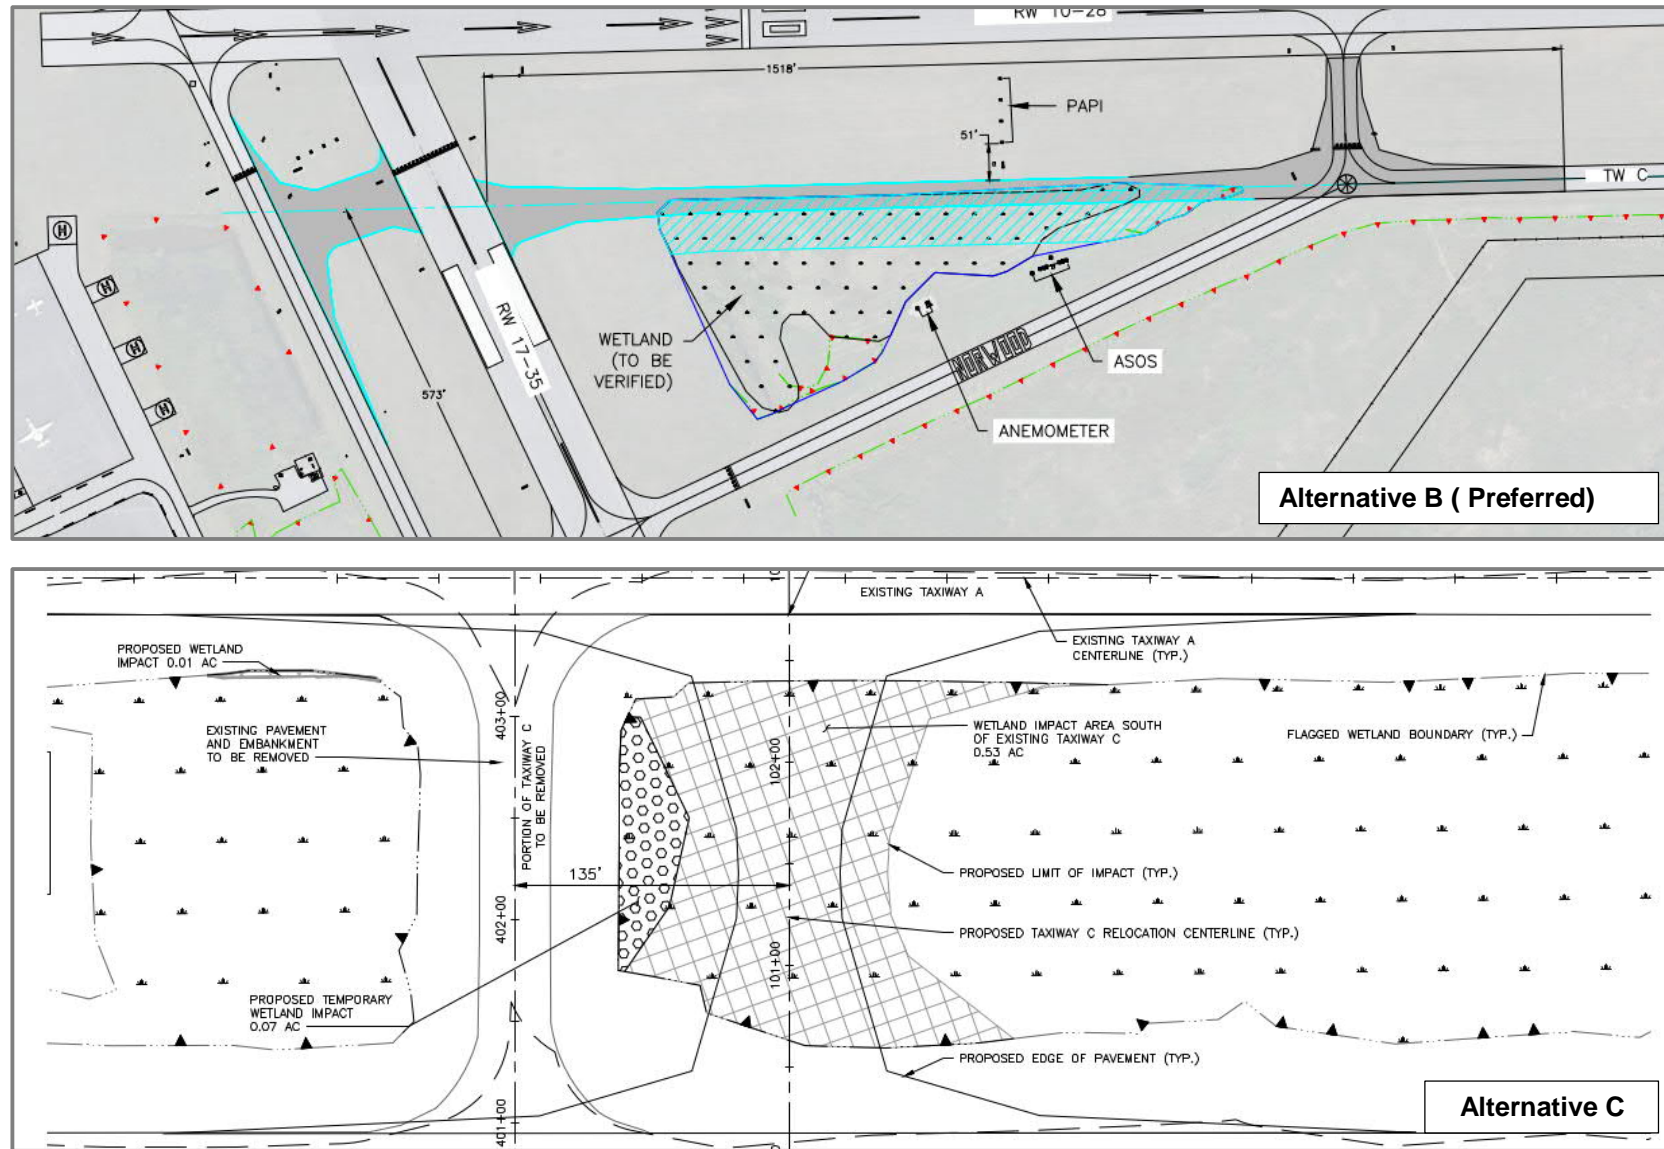 RW 10-28
1518'
PAPI
51'
TW C
H
H
H
H
RW 17-35
573'
WETLAND
(TO BE
VERIFIED)
NORWOOD
ASOS
ANEMOMETER
Alternative B ( Preferred)
EXISTING TAXIWAY A
PROPOSED WETLAND
IMPACT 0.01 AC
EXISTING TAXIWAY A
CENTERLINE (TYP.)
EXISTING PAVEMENT
AND EMBANKMENT
TO BE REMOVED
403+00
PORTION OF TAXIWAY C
TO BE REMOVED
102+00
WETLAND IMPACT AREA SOUTH
OF EXISTING TAXIWAY C
0.53 AC
FLAGGED WETLAND BOUNDARY (TYP.)
135'
PROPOSED LIMIT OF IMPACT (TYP.)
402+00
PROPOSED TAXIWAY C RELOCATION CENTERLINE (TYP.)
101+00
PROPOSED TEMPORARY
WETLAND IMPACT
0.07 AC
PROPOSED EDGE OF PAVEMENT (TYP.)
401+00
Alternative C